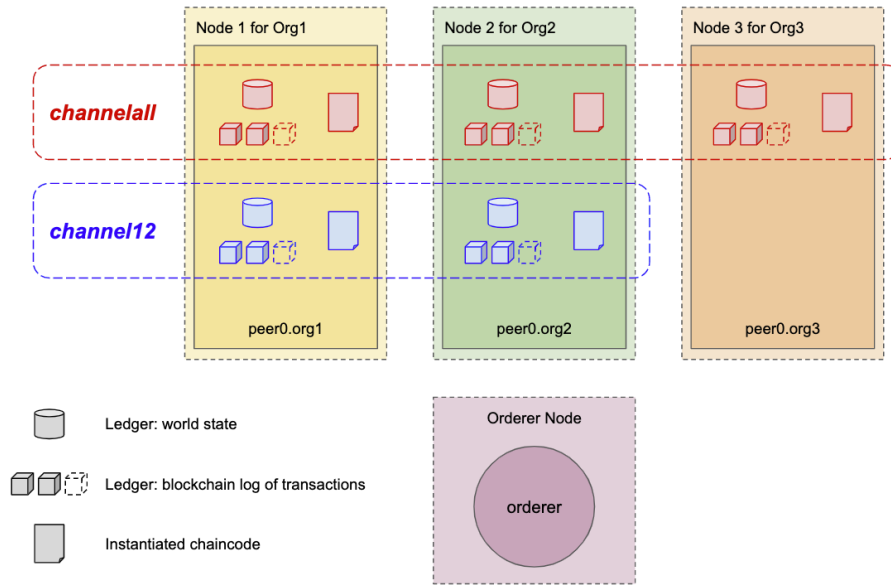 Node 1 for Org1
Node 2 for Org2
Node 3 for Org3
channelall
channel12
peer0.org1
peer0.org2
peer0.org3
Ledger: world state
Ledger: blockchain log of transactions
Instantiated chaincode
Orderer Node
orderer